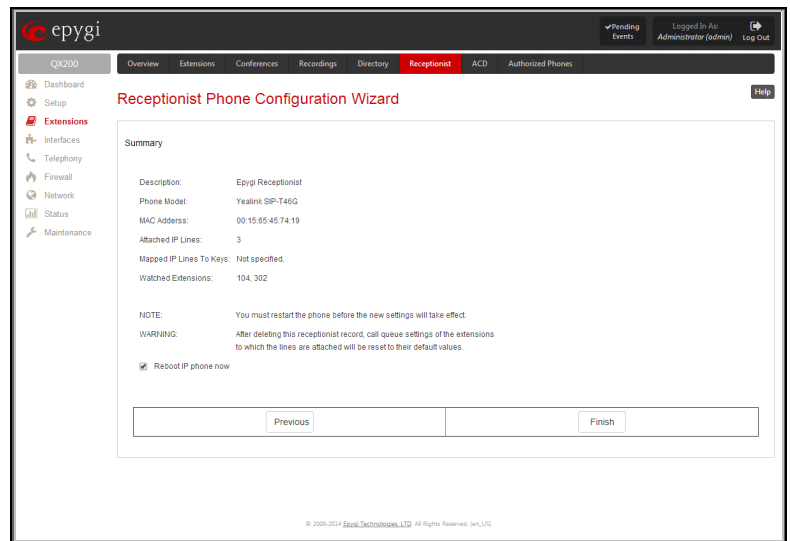 epygi
Pending Events
Logged In As:
Administrator (admin)
Log Out
QX200
Overview Extensions Conferences Recordings Directory Receptionist ACD Authorized Phones
Dashboard
Setup
Extensions
Interfaces
Telephony
Firewall
Network
Status
Maintenance
Receptionist Phone Configuration Wizard
Help
Summary
Description: Epygi Receptionist
Phone Model: Yealink SIP-T46G
MAC Adderss: 00:15:65:45:74:19
Attached IP Lines: 3
Mapped IP Lines To Keys: Not specified.
Watched Extensions: 104, 302
NOTE: You must restart the phone before the new settings will take effect.
WARNING: After deleting this receptionist record, call queue settings of the extensions
to which the lines are attached will be reset to their default values.
Reboot IP phone now
Previous
Finish
© 2000-2014 Epygi Technologies, LTD. All Rights Reserved. (en_US)